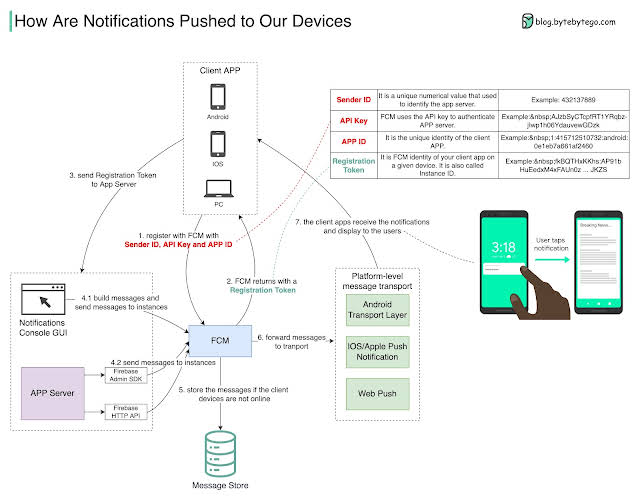 How Are Notifications Pushed to Our Devices
blog.bytebytego.com
Client APP
Android
IOS
PC
Sender ID
It is a unique numerical value that used
to identify the app server.
Example: 432137889
API Key
FCM uses the API key to authenticate
APP server.
Example:&nbsp;AJzbSyCTcpfRT1YRqbz-
jIwp1h06YdauvewGDzk
APP ID
It is the unique identity of the client
APP.
Example:&nbsp;1:415712510732:android:
0e1eb7a661af2460
Registration
Token
It is FCM identity of your client app on
a given device. It is also called
Instance ID.
Example:&nbsp;kBQTHxKKhs:AP91b
HuEedxM4xFAUn0z ... JKZS
3. send Registration Token
to App Server
1. register with FCM with
Sender ID, API Key and APP ID
7. the client apps receive the notifications
and display to the users
2. FCM returns with a
Registration Token
3:18
User taps
notification
Breaking News...
4.1 build messages and
send messages to instances
Notifications
Console GUI
FCM
6. forward messages
to tranport
Platform-level
message transport
Android
Transport Layer
IOS/Apple Push
Notification
Web Push
4.2 send messages to instances
APP Server
Firebase
Admin SDK
Firebase
HTTP API
5. store the messages if the client
devices are not online
Message Store